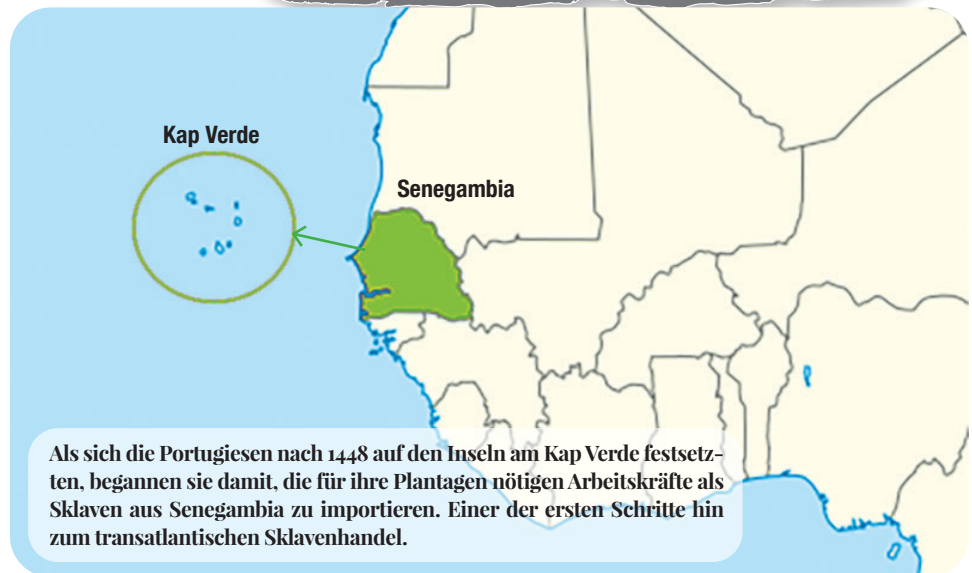 Kap Verde
Senegambia
Als sich die Portugiesen nach 1448 auf den Inseln am Kap Verde festsetz-
ten, begannen sie damit, die für ihre Plantagen nötigen Arbeitskräfte als
Sklaven aus Senegambia zu importieren. Einer der ersten Schritte hin
zum transatlantischen Sklavenhandel.